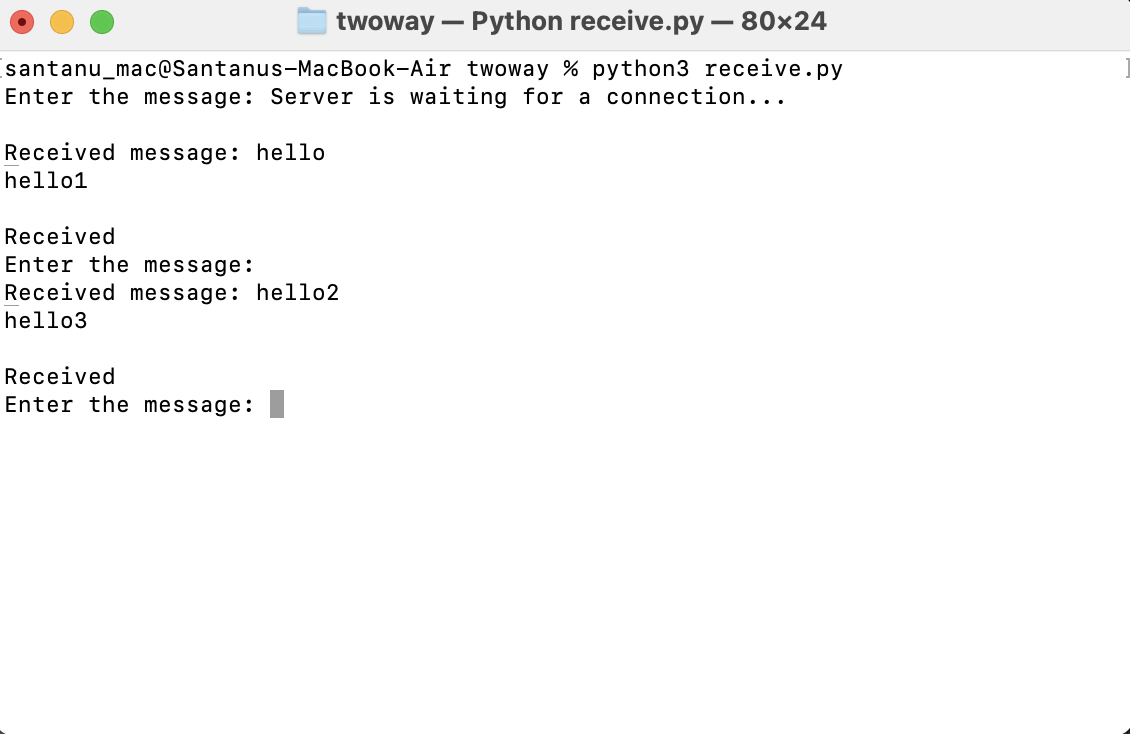 twoway — Python receive.py — 80×24
santanu_mac@Santanus-MacBook-Air twoway % python3 receive.py
Enter the message: Server is waiting for a connection...
Received message: hello
hello1
Received
Enter the message:
Received message: hello2
hello3
Received
Enter the message: